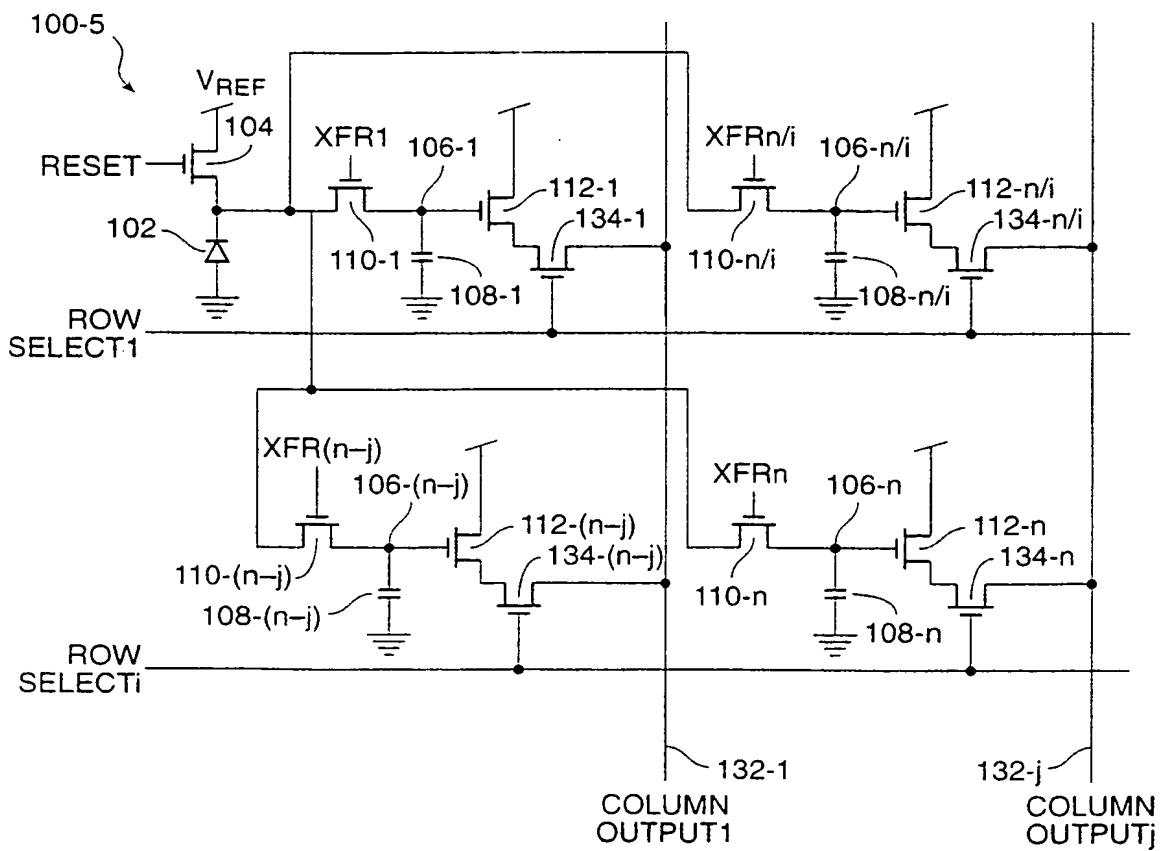 100-5
VREF
104
RESET
102
XFR1
106-1
112-1
134-1
110-1
108-1
XFRn/i
106-n/i
112-n/i
134-n/i
110-n/i
108-n/i
ROW
SELECT1
XFR(n–j)
106-(n–j)
112-(n–j)
134-(n–j)
110-(n–j)
108-(n–j)
XFRn
106-n
112-n
134-n
110-n
108-n
ROW
SELECTi
132-1
132-j
COLUMN
OUTPUT1
COLUMN
OUTPUTj